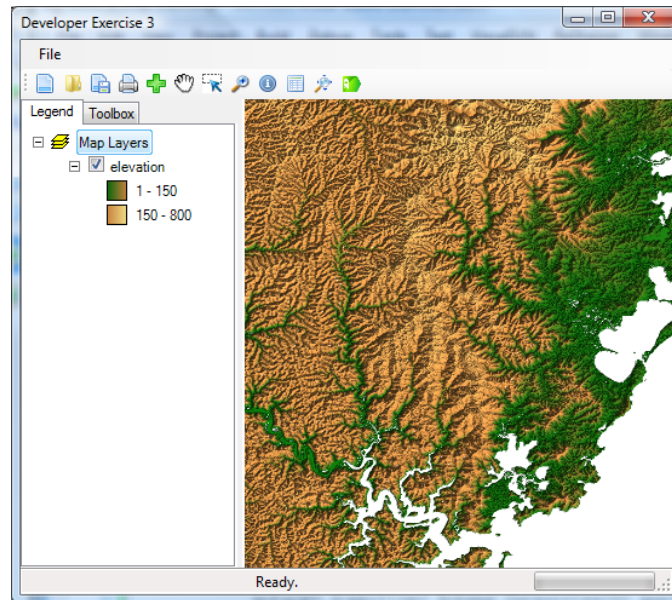 Developer Exercise 3
File
Legend Toolbox
Map Layers
elevation
1 - 150
150 - 800
Ready.